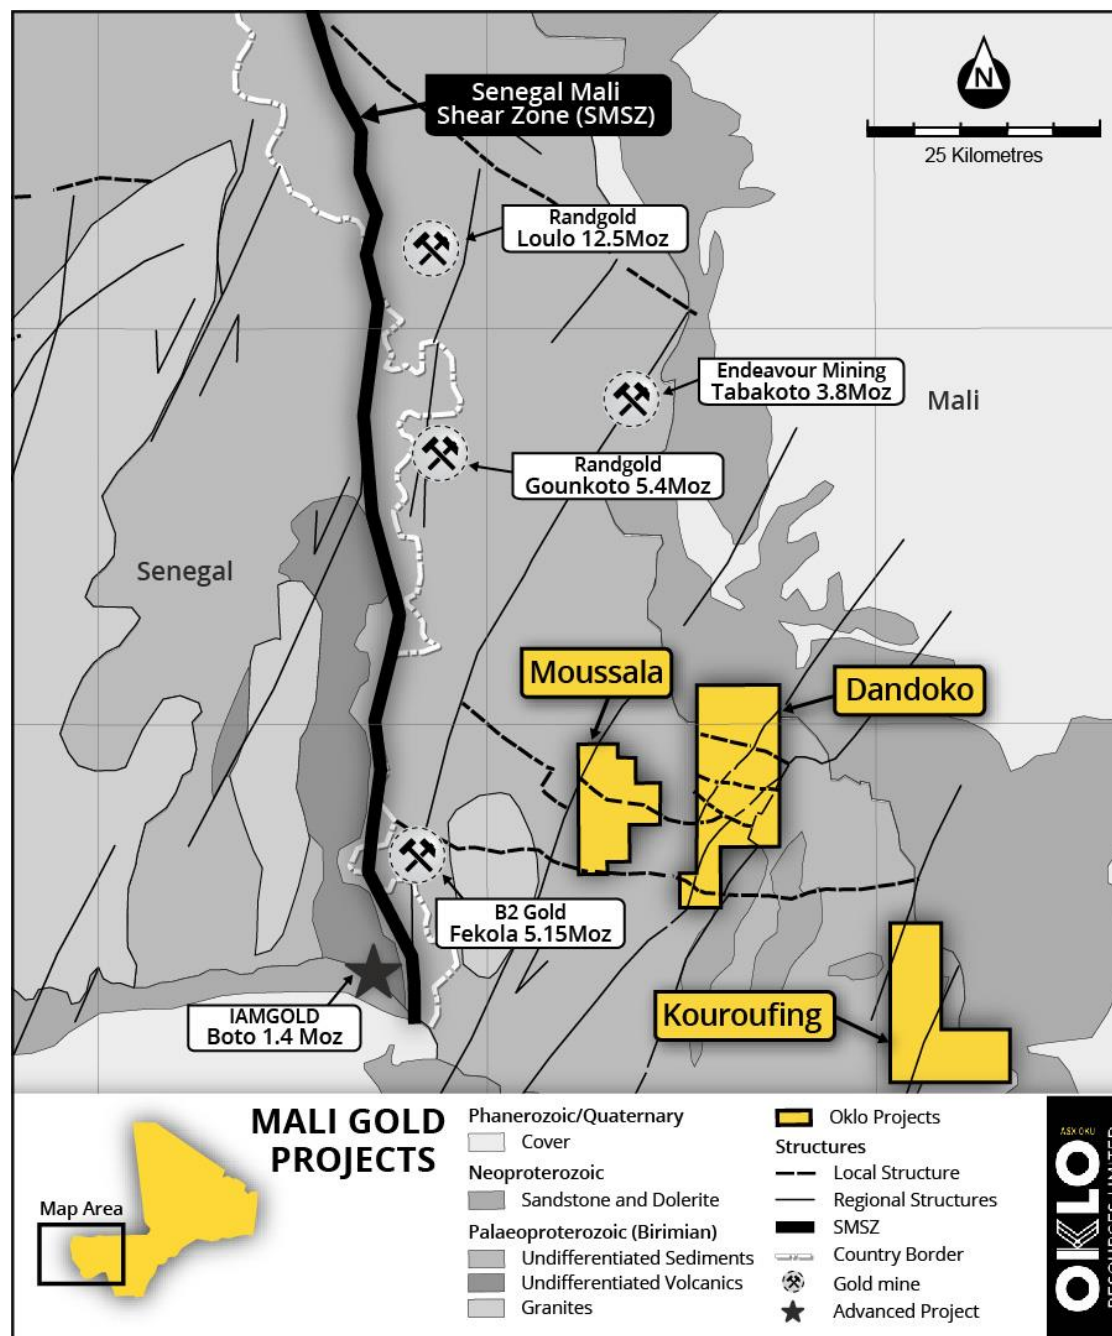 N
25 Kilometres
Senegal Mali
Shear Zone (SMSZ)
Randgold
Loulo 12.5Moz
Endeavour Mining
Tabakoto 3.8Moz
Mali
Randgold
Gounkoto 5.4Moz
Senegal
Moussala
Dandoko
B2 Gold
Fekola 5.15Moz
IAMGOLD
Boto 1.4 Moz
Kouroufing
MALI GOLD
PROJECTS
Map Area
Phanerozoic/Quaternary
Cover
Neoproterozoic
Sandstone and Dolerite
Palaeoproterozoic (Birimian)
Undifferentiated Sediments
Undifferentiated Volcanics
Granites
Oklo Projects
Structures
Local Structure
Regional Structures
SMSZ
Country Border
Gold mine
Advanced Project
ASX:OKU
OKLO